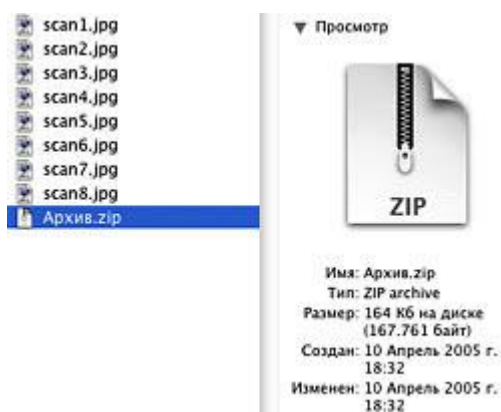 scan1.jpg
scan2.jpg
scan3.jpg
scan4.jpg
scan5.jpg
scan6.jpg
scan7.jpg
scan8.jpg
Архив.zip
Просмотр
ZIP
Имя: Архив.zip
Тип: ZIP archive
Размер: 164 Кб на диске
(167.761 байт)
Создан: 10 Апрель 2005 г.
18:32
Изменен: 10 Апрель 2005 г.
18:32